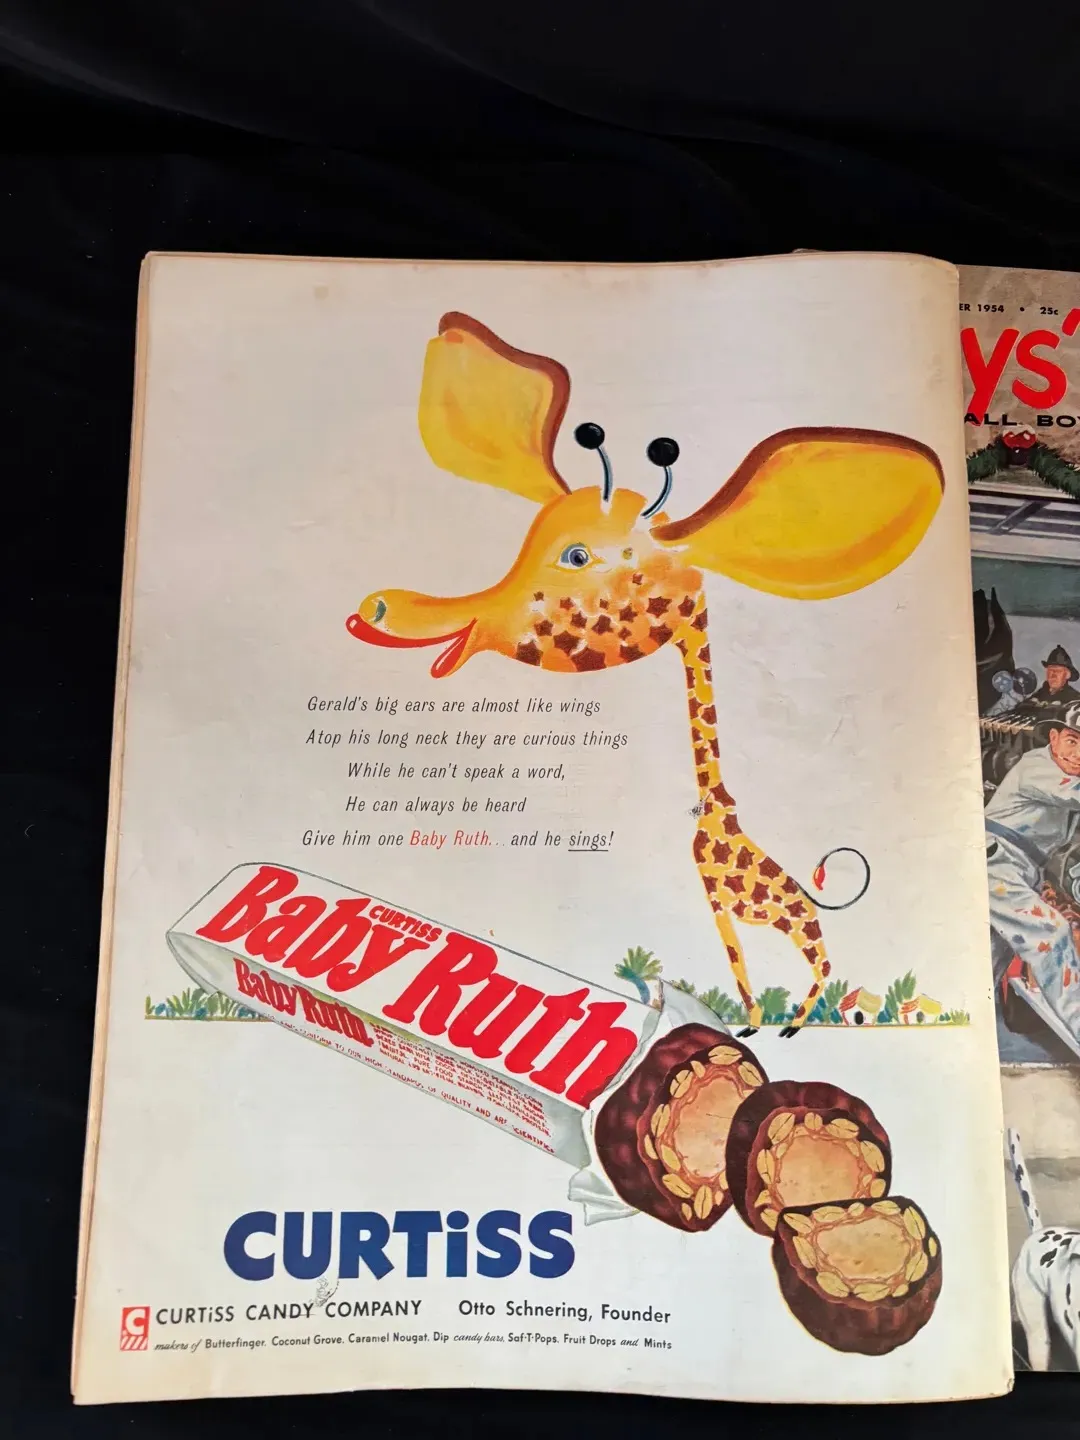 ER 1954 • 25c
ys'
ALL BO
Gerald's big ears are almost like wings
Atop his long neck they are curious things
While he can't speak a word,
He can always be heard
Give him one Baby Ruth... and he sings!
CURTiSS
Baby Ruth
Baby Ruth
CURTiSS
C
CURTiSS CANDY COMPANY Otto Schnering, Founder
makers of Butterfinger, Coconut Grove, Caramel Nougat, Dip candy bars, Saf-T-Pops, Fruit Drops and Mints